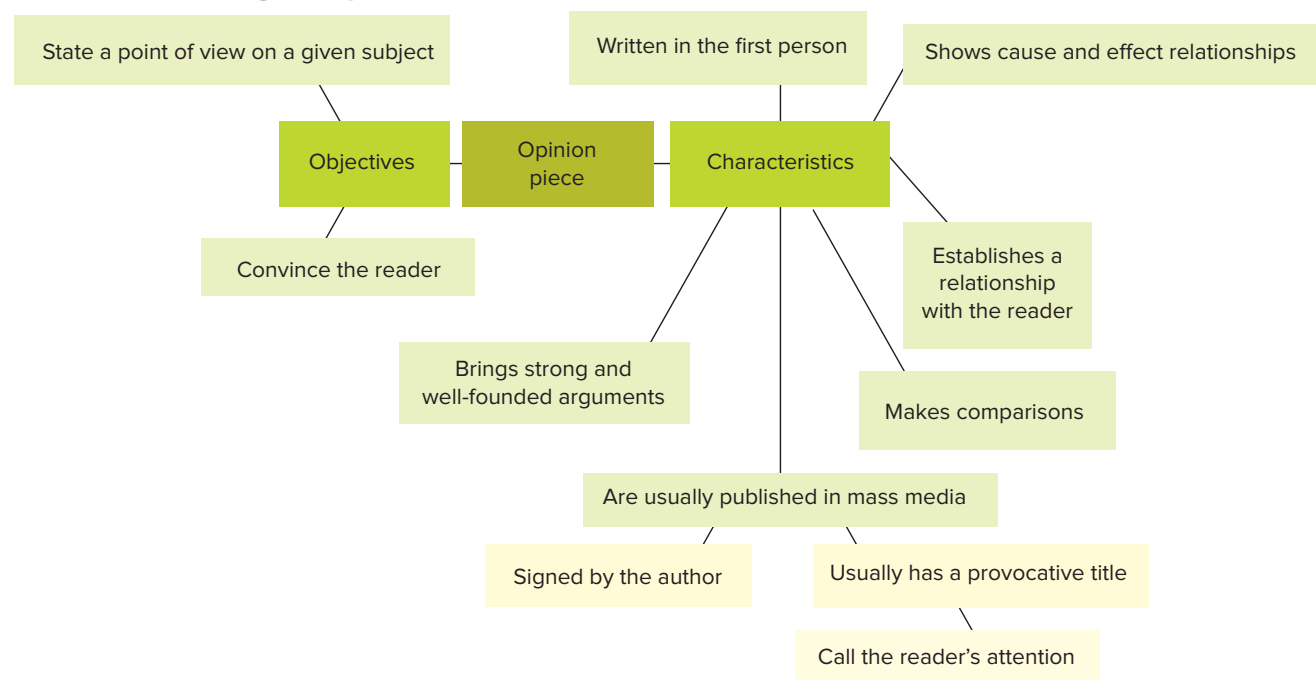 State a point of view on a given subject
Written in the first person
Shows cause and effect relationships
Objectives
Opinion
piece
Characteristics
Convince the reader
Establishes a
relationship
with the reader
Brings strong and
well-founded arguments
Makes comparisons
Are usually published in mass media
Signed by the author
Usually has a provocative title
Call the reader’s attention